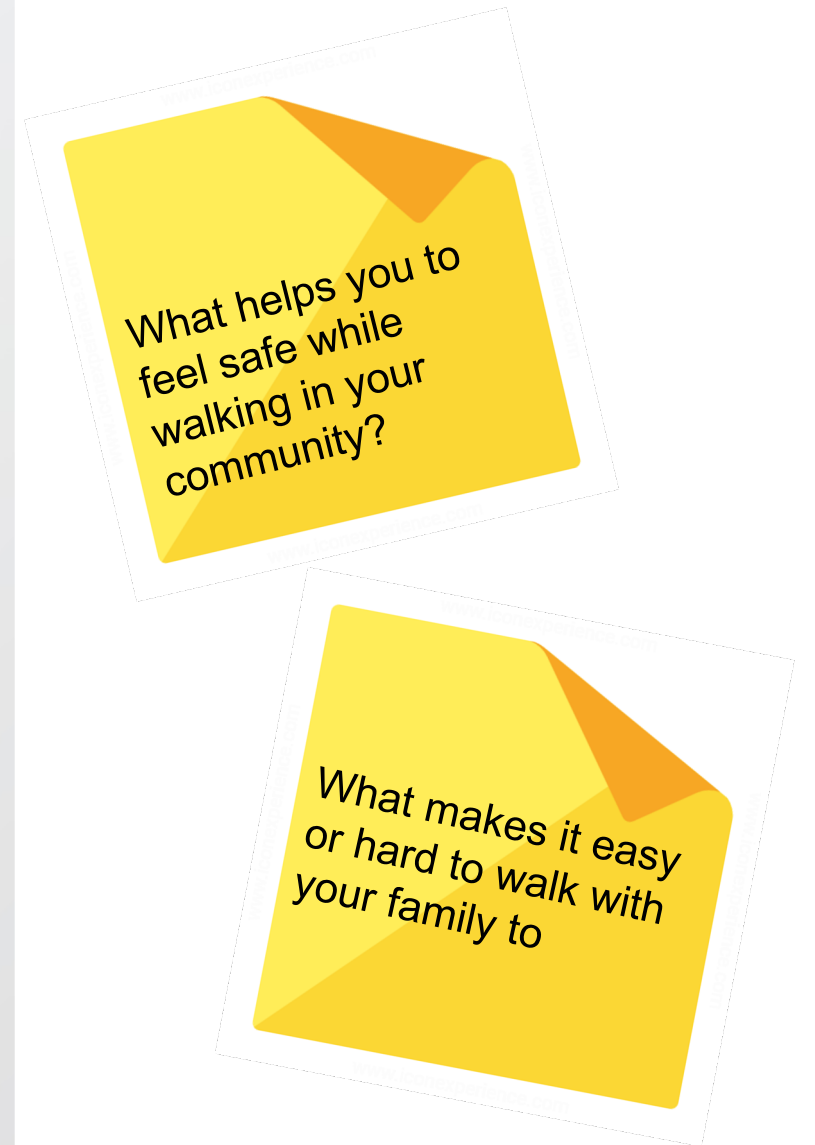 What helps you to
feel safe while
walking in your
community?
What makes it easy
or hard to walk with
your family to